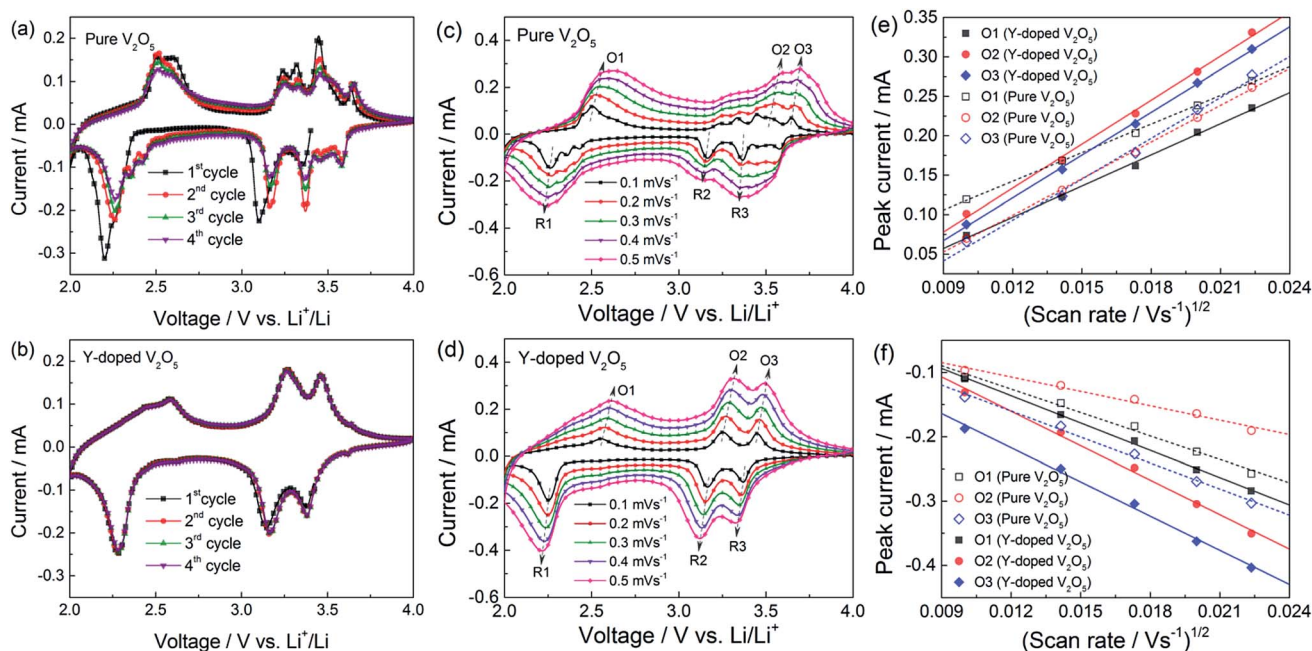 (a)
Pure V₂O₅
0.3
0.2
0.1
0.0
-0.1
-0.2
-0.3
Current / mA
1ˢᵗcycle
2ⁿᵈ cycle
3ʳᵈ cycle
4ᵗʰ cycle
2.0 2.5 3.0 3.5 4.0
Voltage / V vs. Li⁺/Li
(c)
Pure V₂O₅
0.4
0.2
0.0
-0.2
-0.4
-0.6
Current / mA
O1
O2 O3
R1
R2
R3
0.1 mVs⁻¹
0.2 mVs⁻¹
0.3 mVs⁻¹
0.4 mVs⁻¹
0.5 mVs⁻¹
2.0 2.5 3.0 3.5 4.0
Voltage / V vs. Li/Li⁺
(e)
0.35
0.30
0.25
0.20
0.15
0.10
0.05
Peak current / mA
O1 (Y-doped V₂O₅)
O2 (Y-doped V₂O₅)
O3 (Y-doped V₂O₅)
O1 (Pure V₂O₅)
O2 (Pure V₂O₅)
O3 (Pure V₂O₅)
0.009 0.012 0.015 0.018 0.021 0.024
(Scan rate / Vs⁻¹)¹ᐟ²
(b)
Y-doped V₂O₅
0.3
0.2
0.1
0.0
-0.1
-0.2
-0.3
Current / mA
1ˢᵗcycle
2ⁿᵈ cycle
3ʳᵈ cycle
4ᵗʰ cycle
2.0 2.5 3.0 3.5 4.0
Voltage / V vs. Li⁺/Li
(d)
Y-doped V₂O₅
0.4
0.2
0.0
-0.2
-0.4
-0.6
Current / mA
O1
O2
O3
R1
R2
R3
0.1 mVs⁻¹
0.2 mVs⁻¹
0.3 mVs⁻¹
0.4 mVs⁻¹
0.5 mVs⁻¹
2.0 2.5 3.0 3.5 4.0
Voltage / V vs. Li/Li⁺
(f)
-0.1
-0.2
-0.3
-0.4
Peak current / mA
O1 (Pure V₂O₅)
O2 (Pure V₂O₅)
O3 (Pure V₂O₅)
O1 (Y-doped V₂O₅)
O2 (Y-doped V₂O₅)
O3 (Y-doped V₂O₅)
0.009 0.012 0.015 0.018 0.021 0.024
(Scan rate / Vs⁻¹)¹ᐟ²